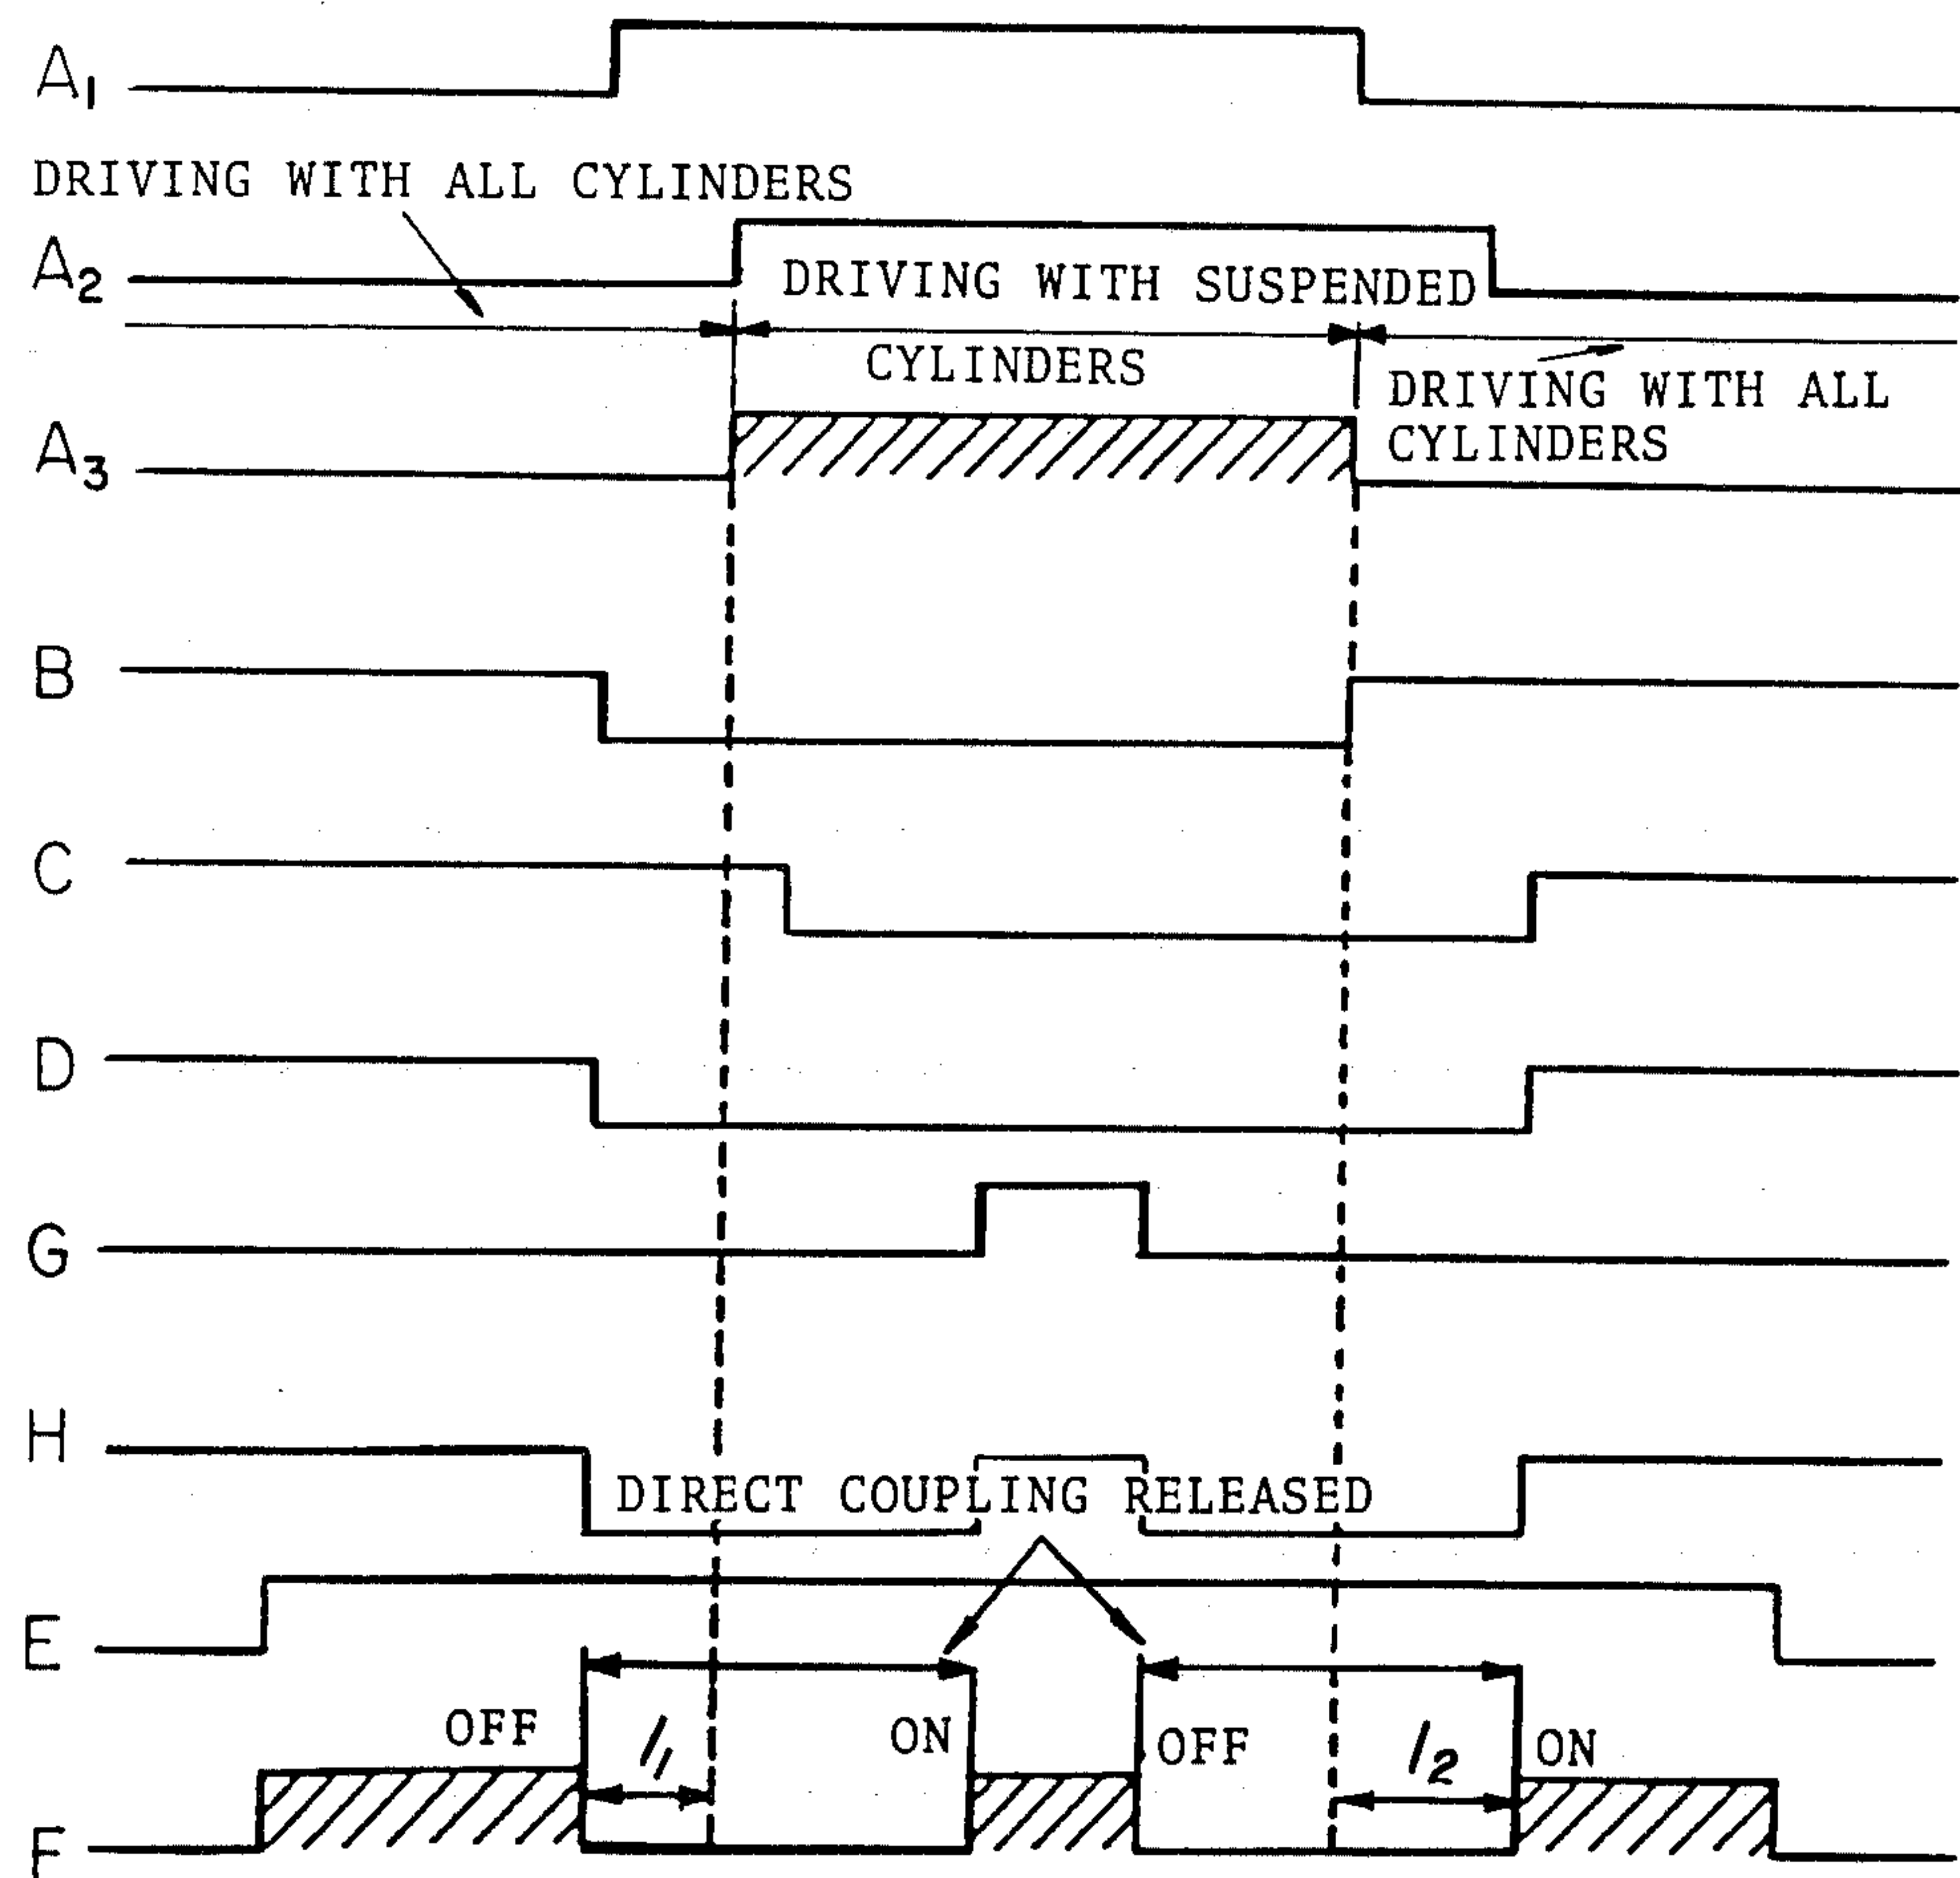 A1
DRIVING WITH ALL CYLINDERS
A2
DRIVING WITH SUSPENDED
CYLINDERS
DRIVING WITH ALL
CYLINDERS
A3
B
C
D
G
H
DIRECT COUPLING RELEASED
E
OFF
l1
ON
OFF
l2
ON
F